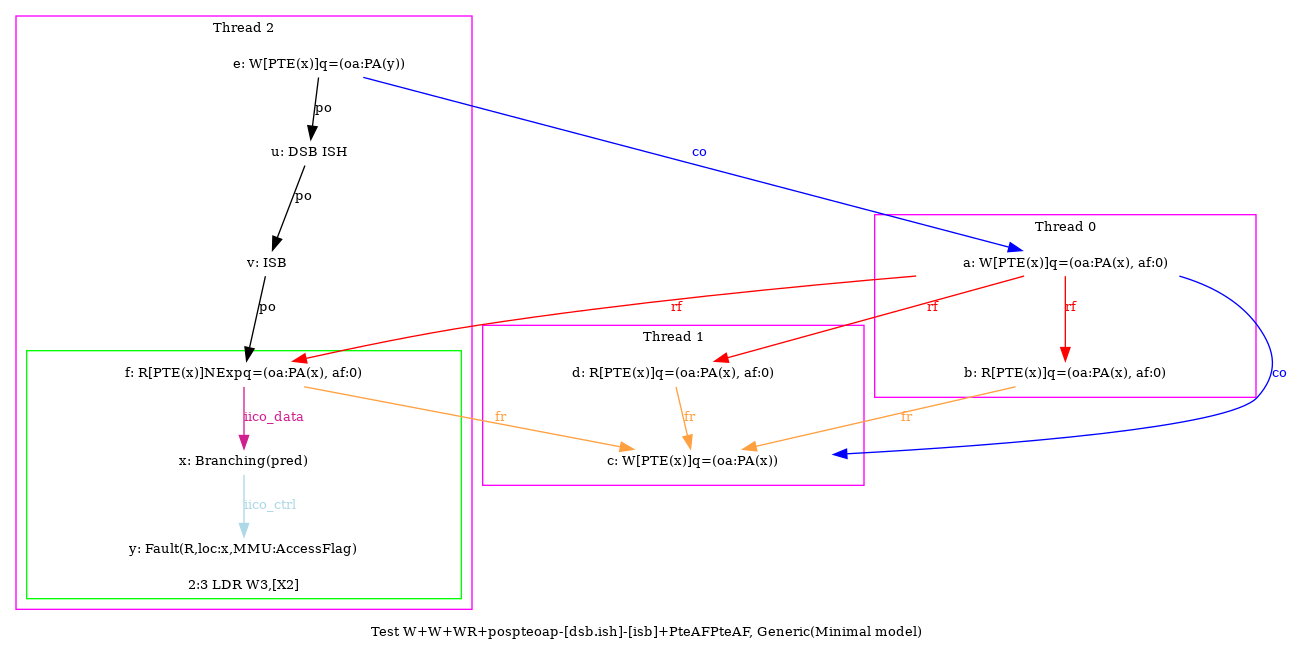 Thread 2
e: W[PTE(x)]q=(oa:PA(y))
po
u: DSB ISH
co
po
Thread 0
v: ISB
a: W[PTE(x)]q=(oa:PA(x), af:0)
po
rf
rf
rf
Thread 1
f: R[PTE(x)]NExpq=(oa:PA(x), af:0)
d: R[PTE(x)]q=(oa:PA(x), af:0)
b: R[PTE(x)]q=(oa:PA(x), af:0)
co
iico_data
fr
fr
fr
x: Branching(pred)
c: W[PTE(x)]q=(oa:PA(x))
iico_ctrl
y: Fault(R,loc:x,MMU:AccessFlag)
2:3 LDR W3,[X2]
Test W+W+WR+pospteoap-[dsb.ish]-[isb]+PteAFPteAF, Generic(Minimal model)